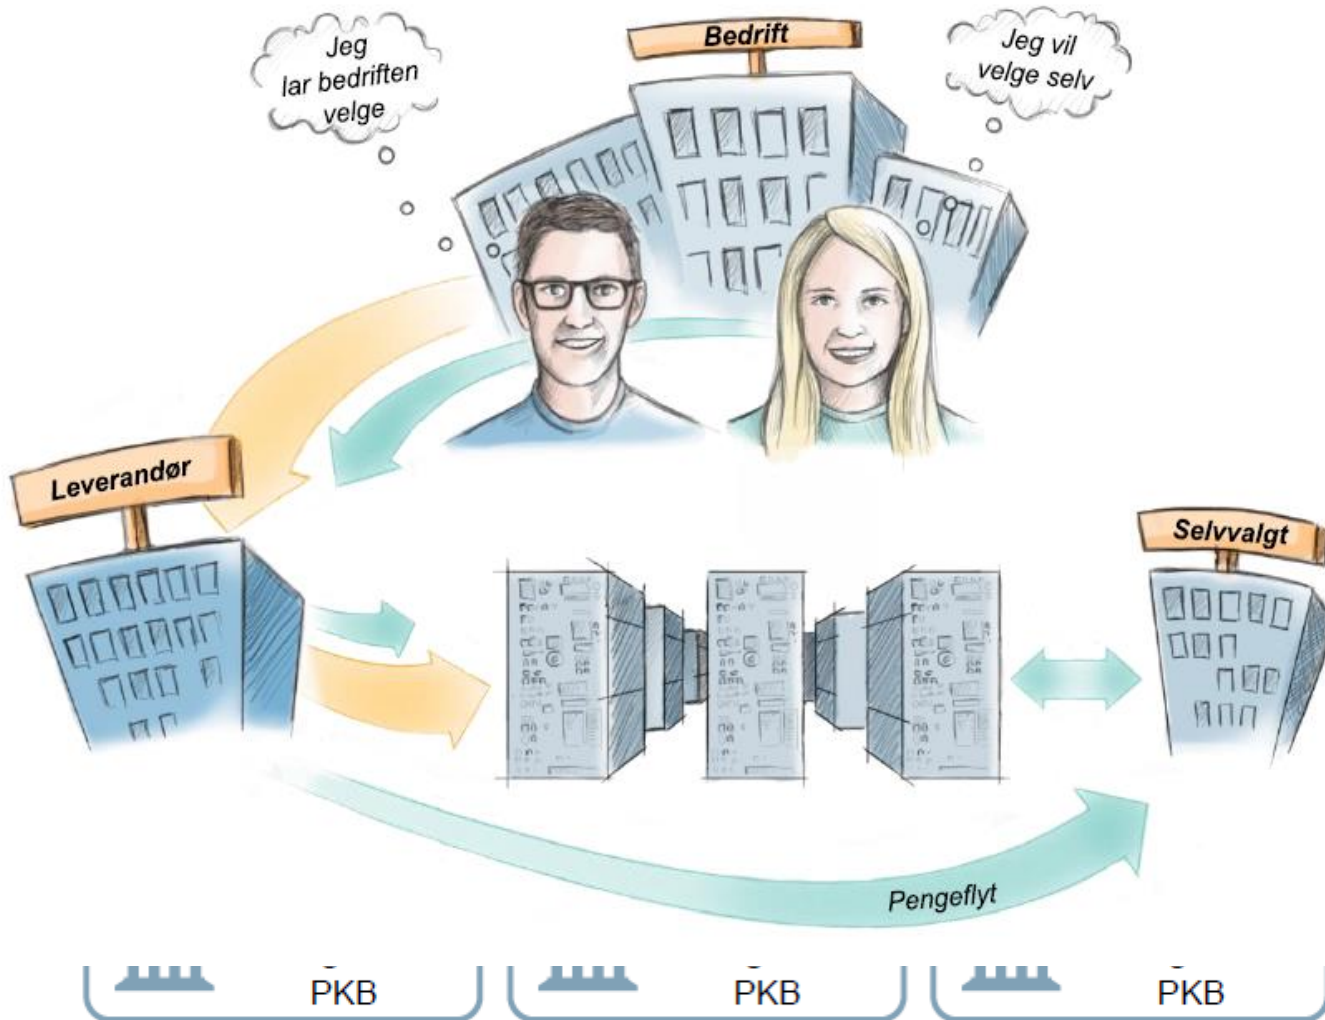 Jeg
lar bedriften
velge
Bedrift
Jeg vil
velge selv
Leverandør
Selvvalgt
Pengeflyt
PKB
PKB
PKB